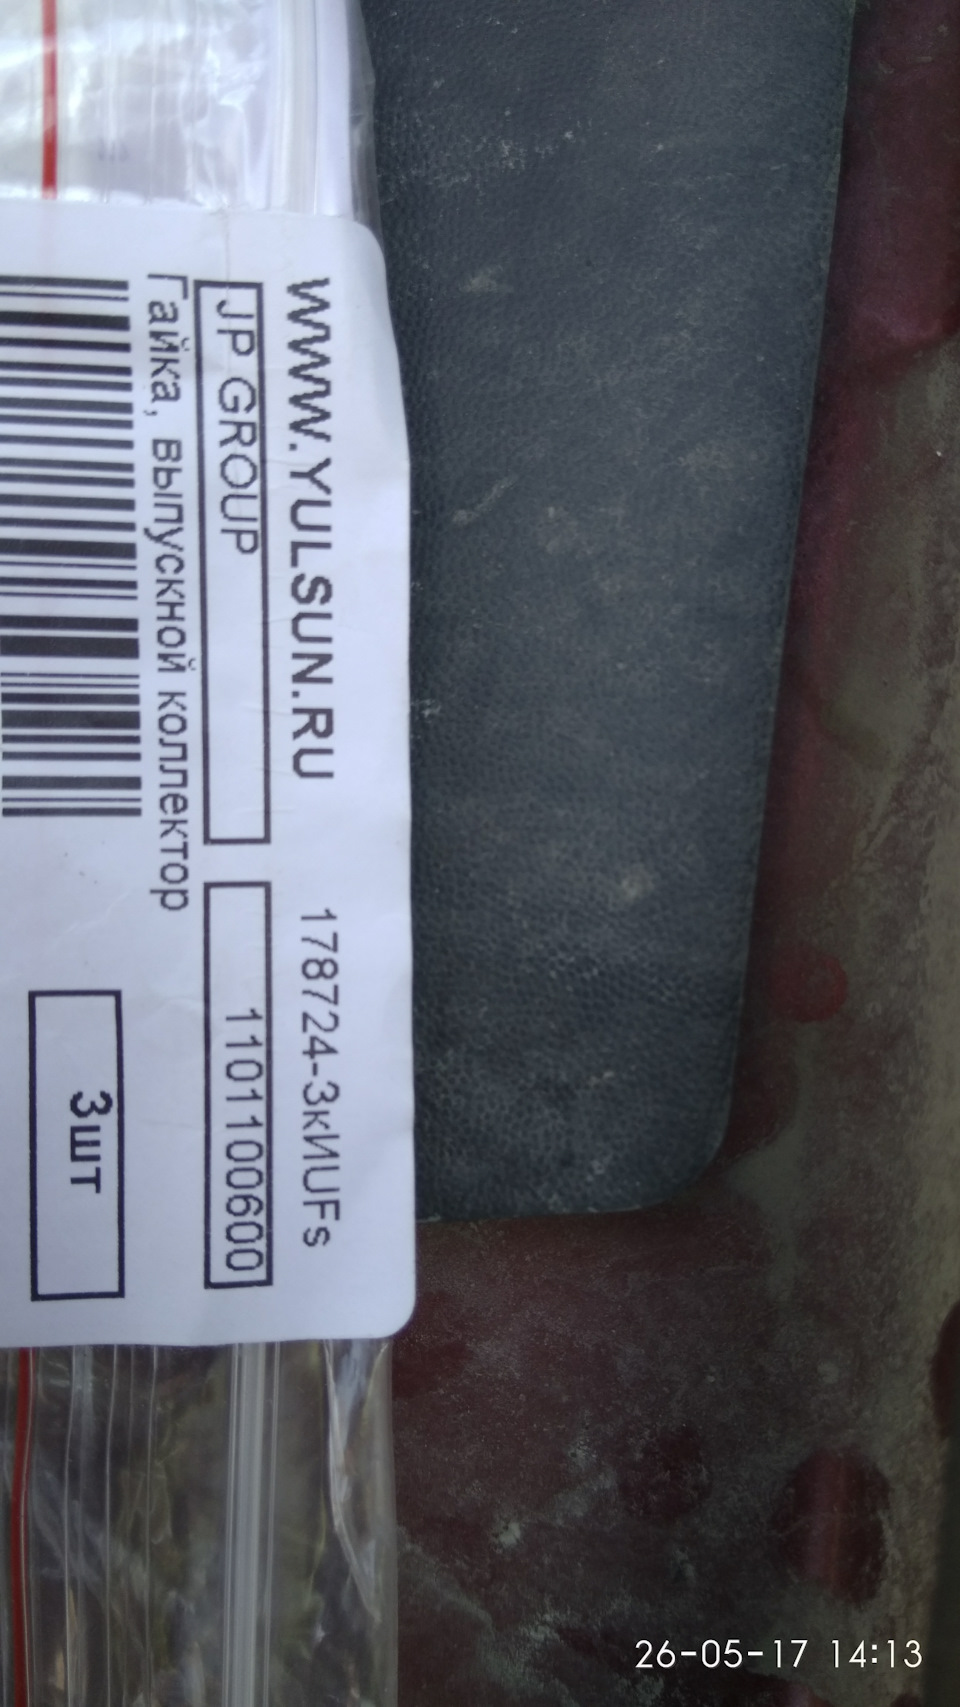 WWW.YULSUN.RU 178724-3кИUFs
JP GROUP 1101100600
Гайка, выпускной коллектор
3шт
26-05-17 14:13